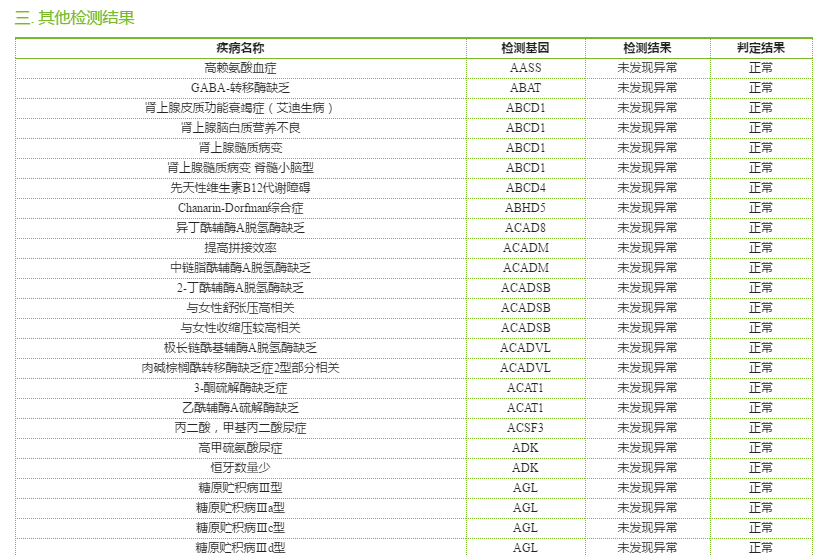 三. 其他检测结果
疾病名称 检测基因 检测结果 判定结果
高赖氨酸血症 AASS 未发现异常 正常
GABA-转移酶缺乏 ABAT 未发现异常 正常
肾上腺皮质功能衰竭症（艾迪生病） ABCD1 未发现异常 正常
肾上腺脑白质营养不良 ABCD1 未发现异常 正常
肾上腺髓质病变 ABCD1 未发现异常 正常
肾上腺髓质病变 脊髓小脑型 ABCD1 未发现异常 正常
先天性维生素B12代谢障碍 ABCD4 未发现异常 正常
Chanarin-Dorfman综合症 ABHD5 未发现异常 正常
异丁酰辅酶A脱氢酶缺乏 ACAD8 未发现异常 正常
提高拼接效率 ACADM 未发现异常 正常
中链脂酰辅酶A脱氢酶缺乏 ACADM 未发现异常 正常
2-丁酰辅酶A脱氢酶缺乏 ACADSB 未发现异常 正常
与女性舒张压高相关 ACADSB 未发现异常 正常
与女性收缩压较高相关 ACADSB 未发现异常 正常
极长链酰基辅酶A脱氢酶缺乏 ACADVL 未发现异常 正常
肉碱棕榈酰转移酶缺乏症2型部分相关 ACADVL 未发现异常 正常
3-酮硫解酶缺乏症 ACAT1 未发现异常 正常
乙酰辅酶A硫解酶缺乏 ACAT1 未发现异常 正常
丙二酸，甲基丙二酸尿症 ACSF3 未发现异常 正常
高甲硫氨酸尿症 ADK 未发现异常 正常
恒牙数量少 ADK 未发现异常 正常
糖原贮积病Ⅲ型 AGL 未发现异常 正常
糖原贮积病Ⅲa型 AGL 未发现异常 正常
糖原贮积病Ⅲc型 AGL 未发现异常 正常
糖原贮积病Ⅲd型 AGL 未发现异常 正常